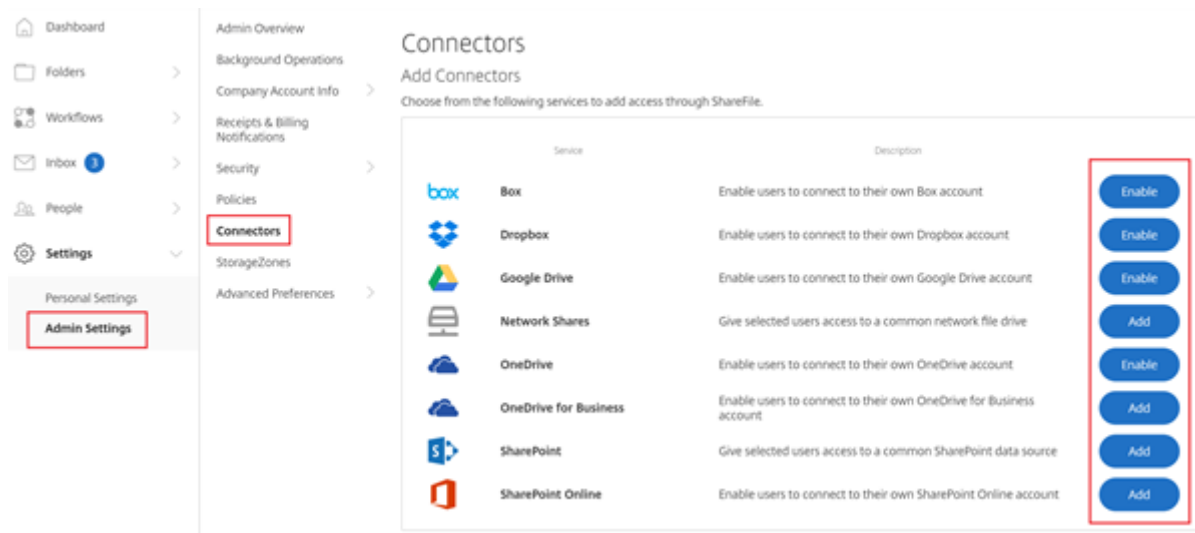 Dashboard
Folders
Workflows
Inbox 3
People
Settings
Personal Settings
Admin Settings
Admin Overview
Background Operations
Company Account Info
Receipts & Billing
Notifications
Security
Policies
Connectors
StorageZones
Advanced Preferences
Connectors
Add Connectors
Choose from the following services to add access through ShareFile.
Service Description
box Box Enable users to connect to their own Box account Enable
Dropbox Enable users to connect to their own Dropbox account Enable
Google Drive Enable users to connect to their own Google Drive account Enable
Network Shares Give selected users access to a common network file drive Add
OneDrive Enable users to connect to their own OneDrive account Enable
OneDrive for Business Enable users to connect to their own OneDrive for Business
account Add
S SharePoint Give selected users access to a common SharePoint data source Add
SharePoint Online Enable users to connect to their own SharePoint Online account Add